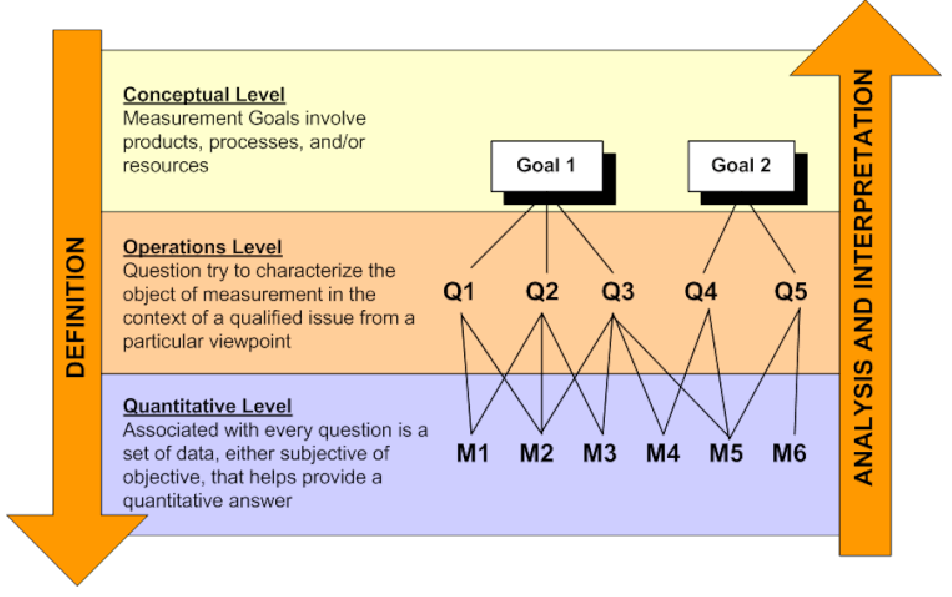 DEFINITION
Conceptual Level
Measurement Goals involve
products, processes, and/or
resources
Goal 1
Goal 2
Operations Level
Question try to characterize the
object of measurement in the
context of a qualified issue from a
particular viewpoint
Q1
Q2
Q3
Q4
Q5
Quantitative Level
Associated with every question is a
set of data, either subjective of
objective, that helps provide a
quantitative answer
M1
M2
M3
M4
M5
M6
ANALYSIS AND INTERPRETATION